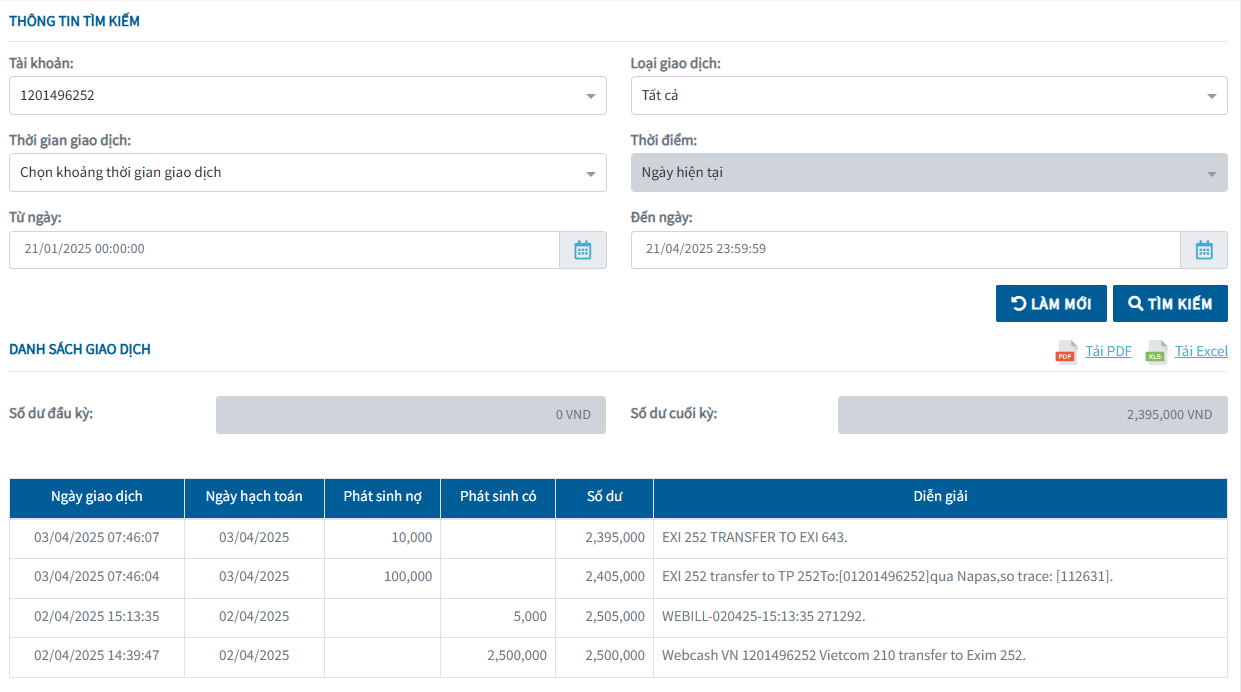 THÔNG TIN TÌM KIẾM
Tài khoản: Loại giao dịch:
1201496252 Tất cả
Thời gian giao dịch: Thời điểm:
Chọn khoảng thời gian giao dịch Ngày hiện tại
Từ ngày: Đến ngày:
21/01/2025 00:00:00 21/04/2025 23:59:59
LÀM MỚI TÌM KIẾM
DANH SÁCH GIAO DỊCH PDF Tải PDF XLS Tải Excel
Số dư đầu kỳ: 0 VND Số dư cuối kỳ: 2,395,000 VND
Ngày giao dịch Ngày hạch toán Phát sinh nợ Phát sinh có Số dư Diễn giải
03/04/2025 07:46:07 03/04/2025 10,000 2,395,000 EXI 252 TRANSFER TO EXI 643.
03/04/2025 07:46:04 03/04/2025 100,000 2,405,000 EXI 252 transfer to TP 252To:[01201496252]qua Napas,so trace: [112631].
02/04/2025 15:13:35 02/04/2025 5,000 2,505,000 WEBILL-020425-15:13:35 271292.
02/04/2025 14:39:47 02/04/2025 2,500,000 2,500,000 Webcash VN 1201496252 Vietcom 210 transfer to Exim 252.